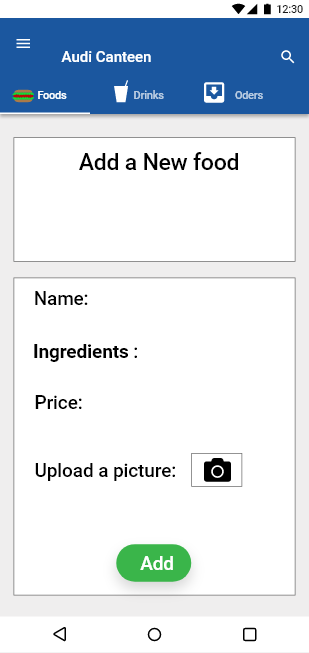 12:30
Audi Canteen
Foods Drinks Oders
Add a New food
Name:
Ingredients :
Price:
Upload a picture:
Add